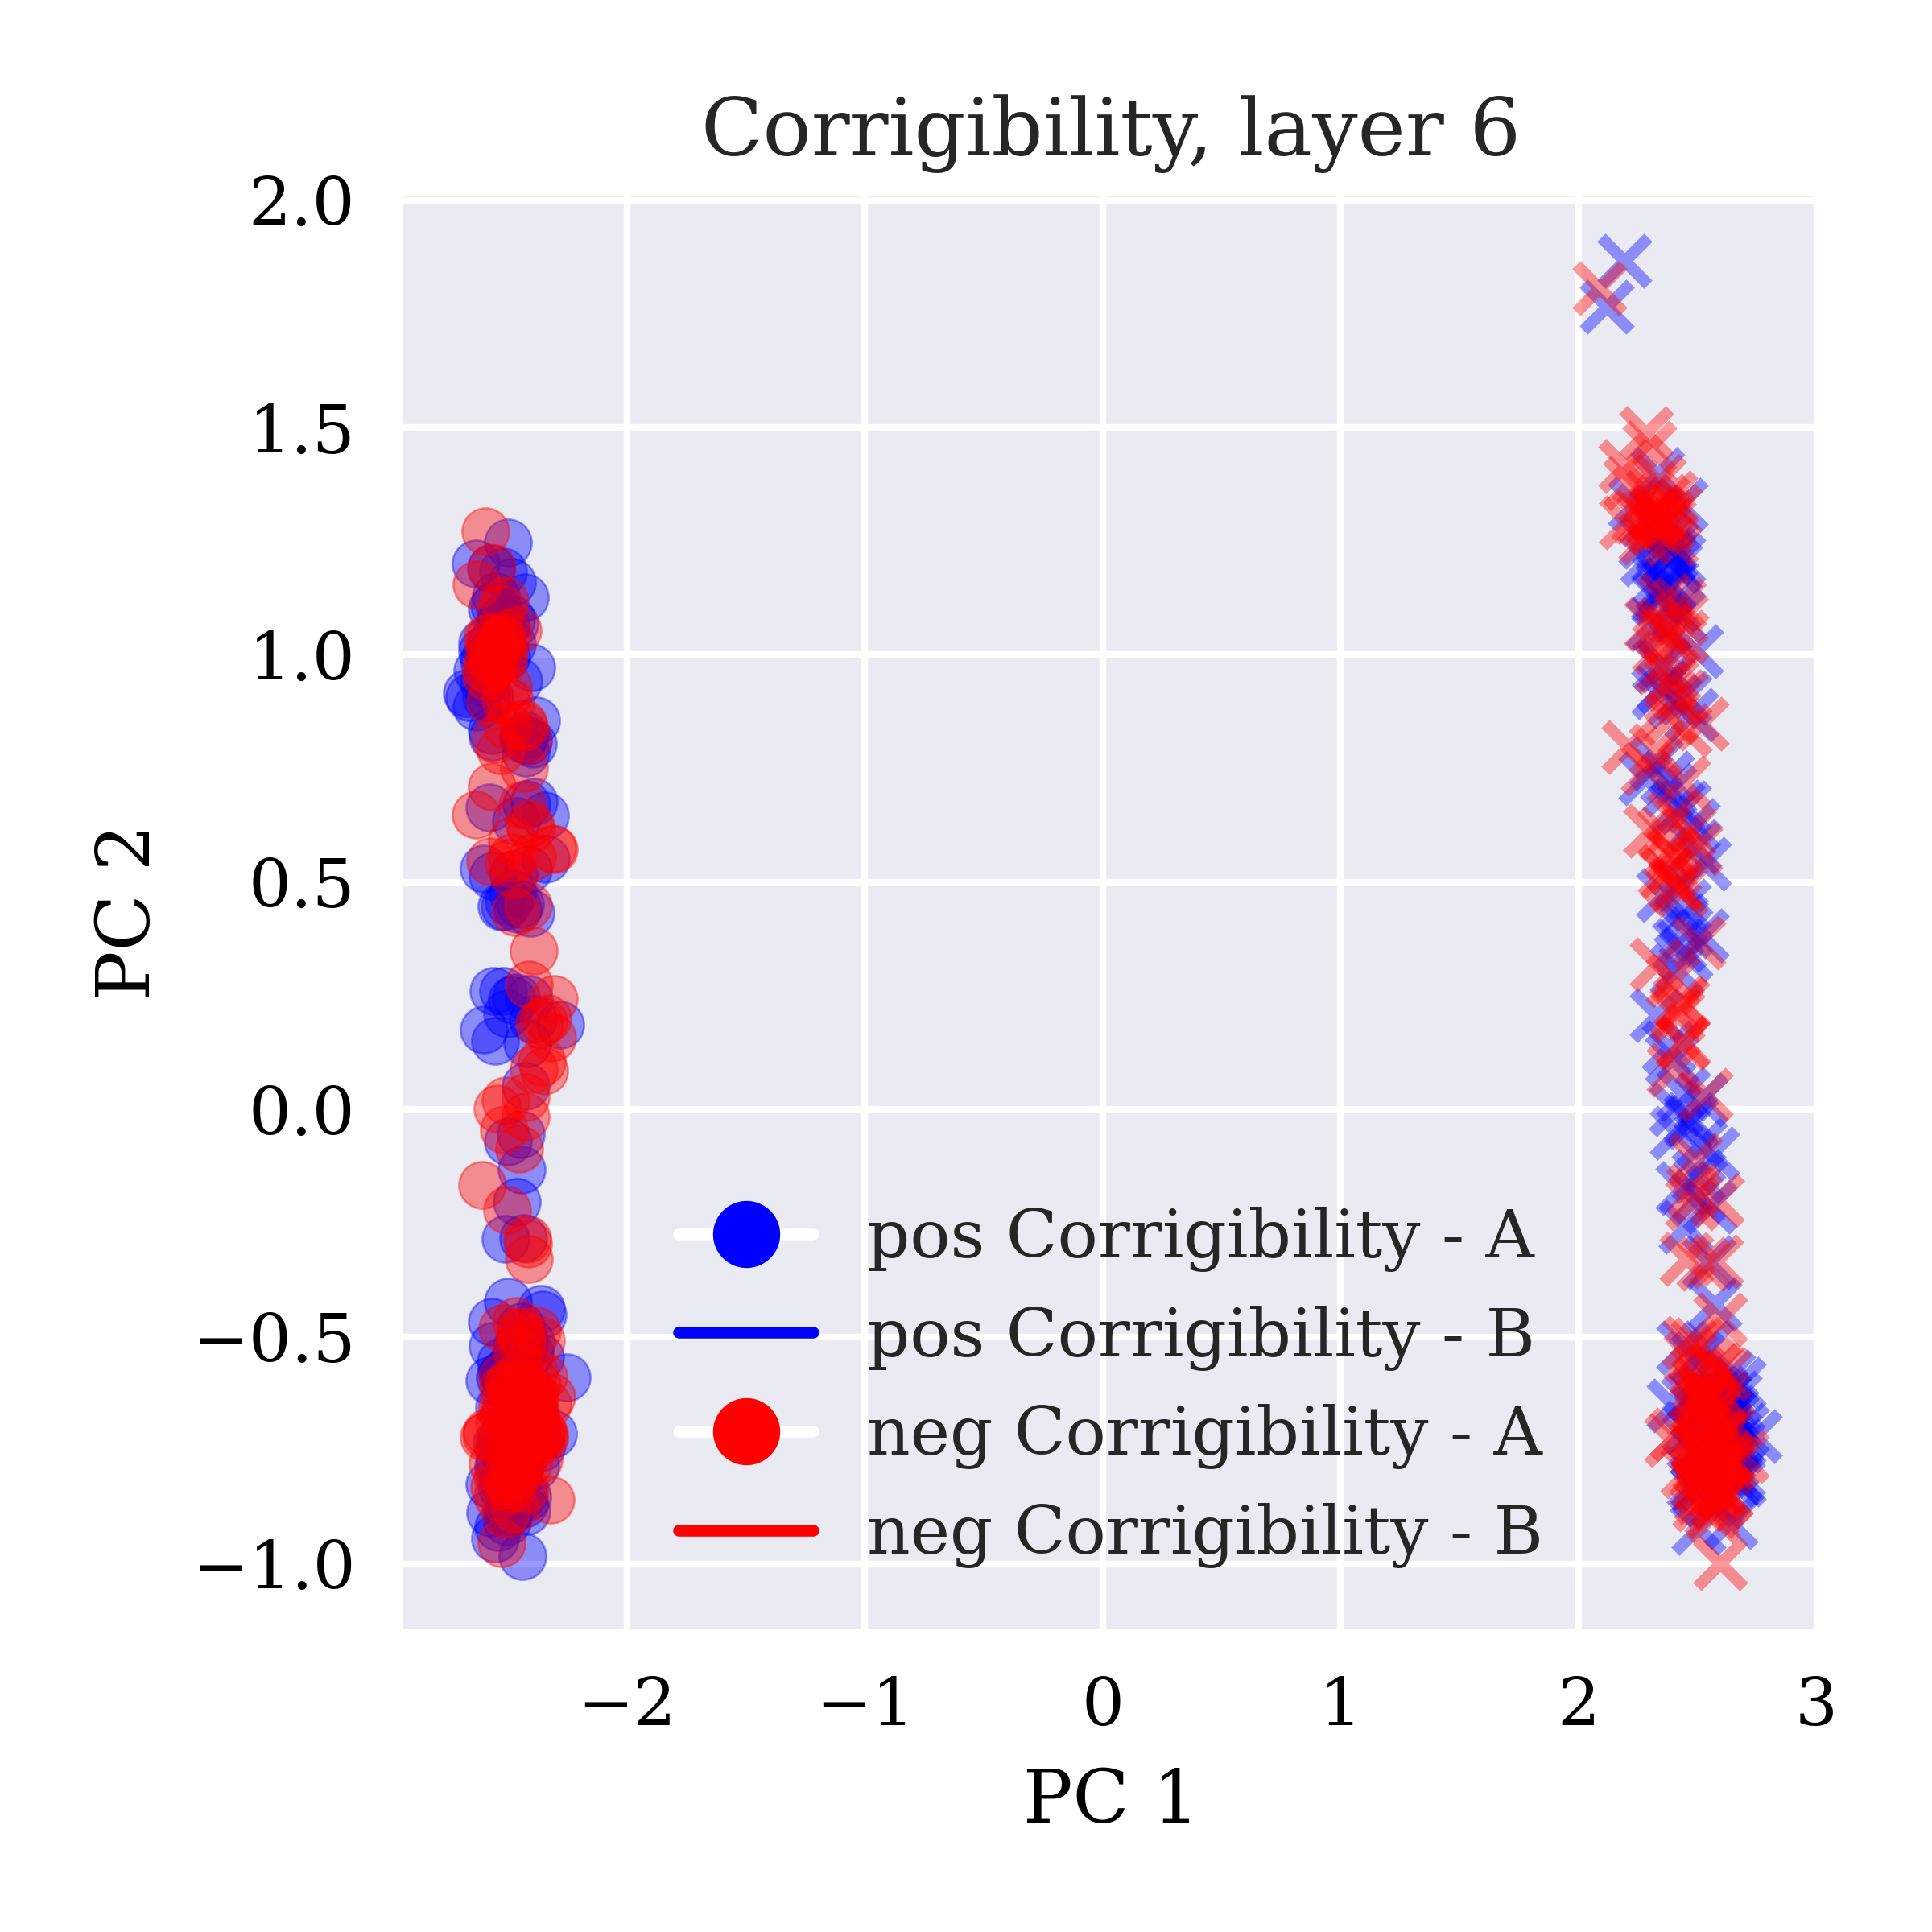 Corrigibility, layer 6
2.0
1.5
1.0
0.5
0.0
−0.5
−1.0
PC 2
pos Corrigibility - A
pos Corrigibility - B
neg Corrigibility - A
neg Corrigibility - B
−2 −1 0 1 2 3
PC 1